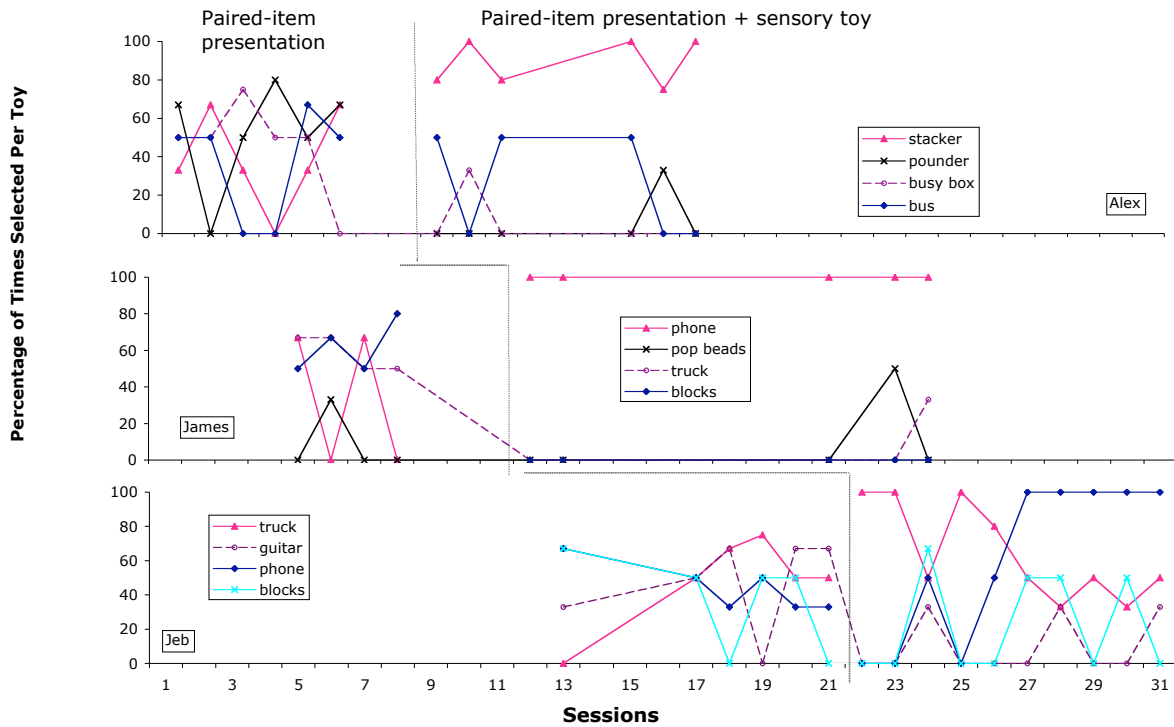 Paired-item presentation
Paired-item presentation + sensory toy
Percentage of Times Selected Per Toy
100
80
60
40
20
0
stacker
pounder
busy box
bus
Alex
100
80
60
40
20
0
phone
pop beads
truck
blocks
James
100
80
60
40
20
0
truck
guitar
phone
blocks
Jeb
1 3 5 7 9 11 13 15 17 19 21 23 25 27 29 31
Sessions